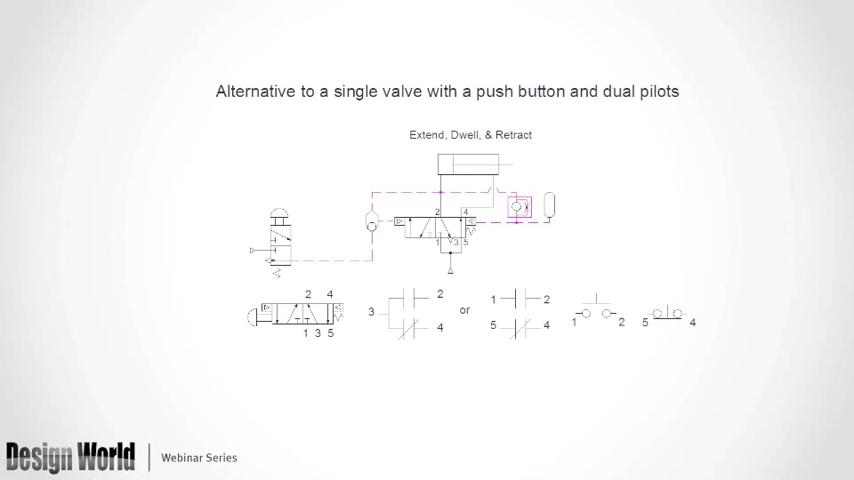 Alternative to a single valve with a push button and dual pilots
Extend, Dwell, & Retract
2 4
1 3 5
2 4
1 3 5
3
2
4
or
1 2
5 4
1 2
5 4
Design World
Webinar Series